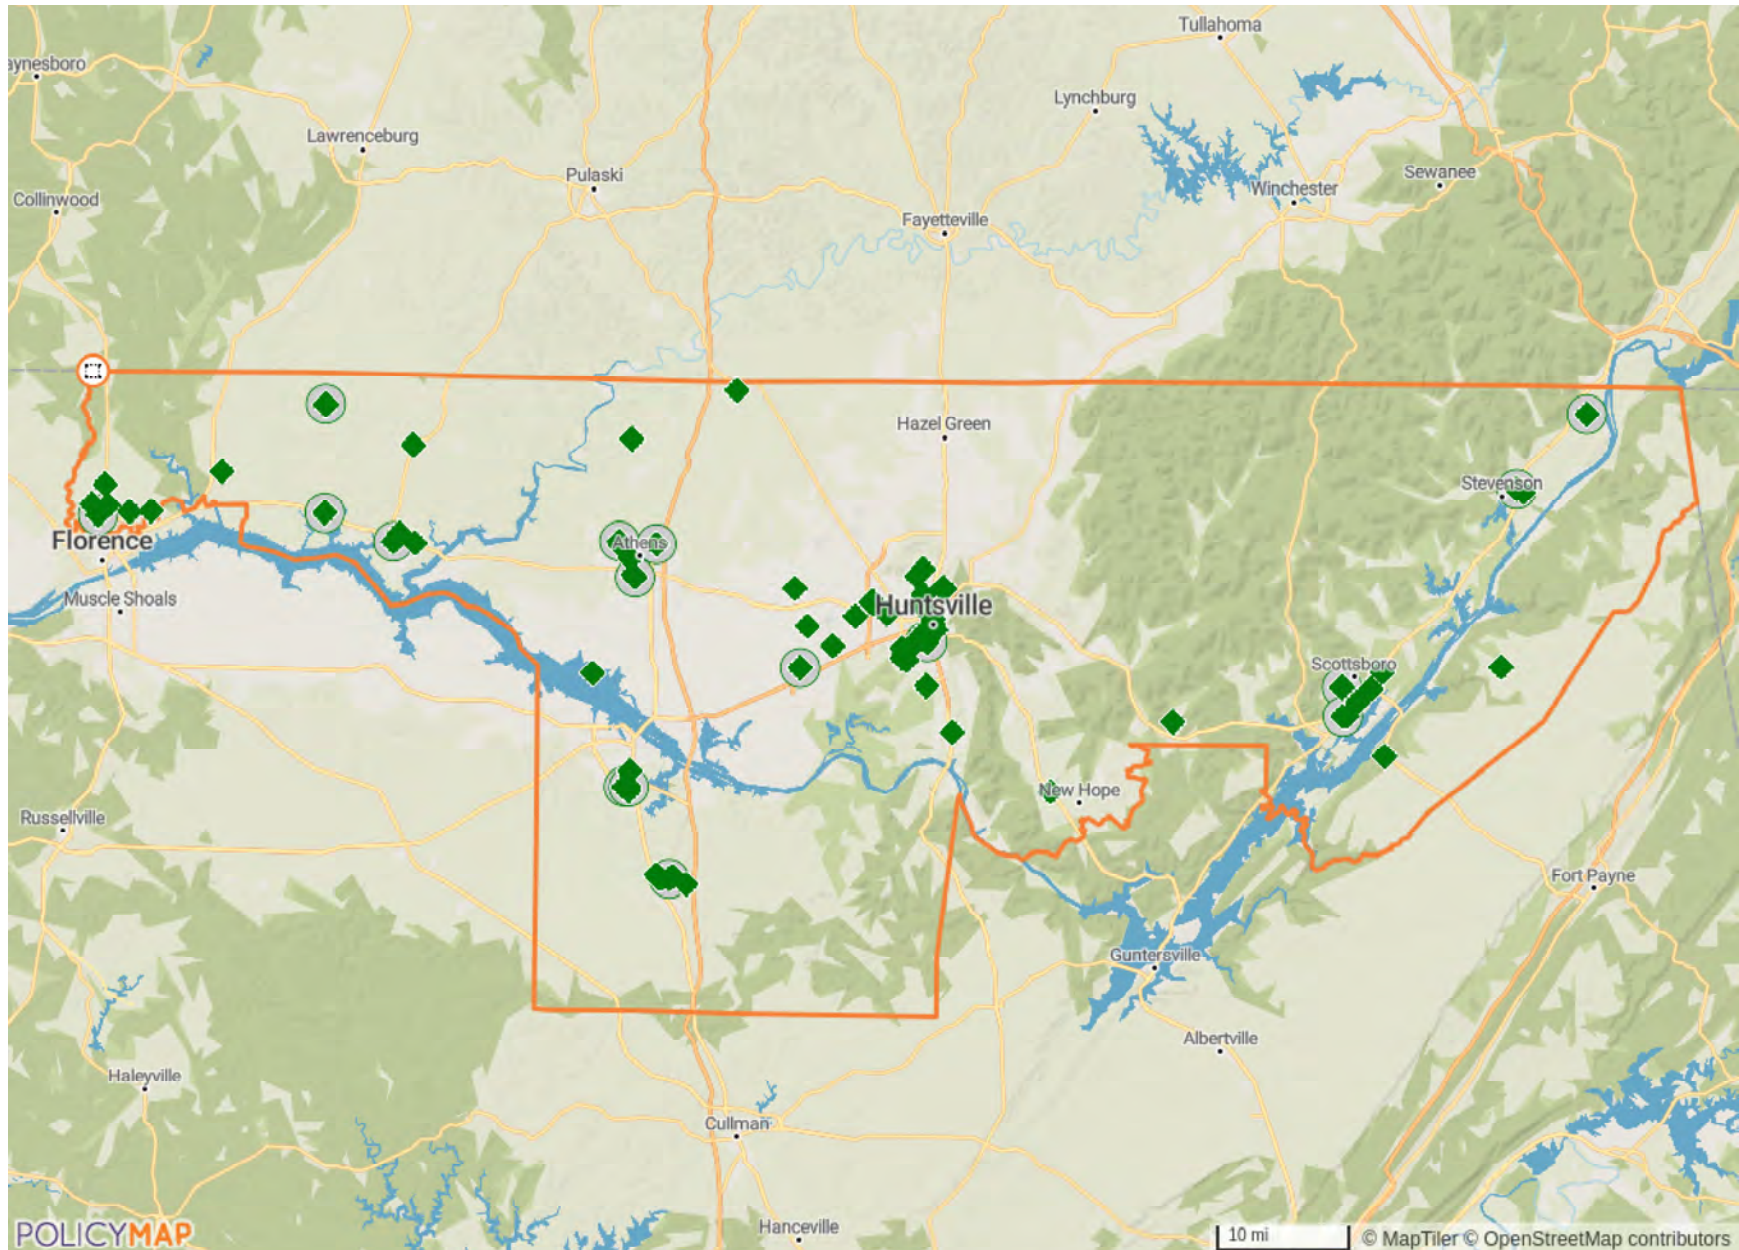 Tullahoma
aynesboro
Lynchburg
Lawrenceburg
Pulaski
Sewanee
Winchester
Collinwood
Fayetteville
Hazel Green
Stevenson
Florence
Athens
Muscle Shoals
Huntsville
Scottsboro
New Hope
Russellville
Fort Payne
Guntersville
Albertville
Haleyville
Cullman
Hanceville
POLICYMAP
10 mi
© MapTiler © OpenStreetMap contributors